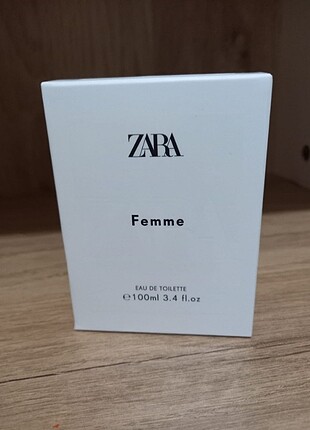 ZARA
Femme
EAU DE TOILETTE
℮100ml 3.4 fl.oz